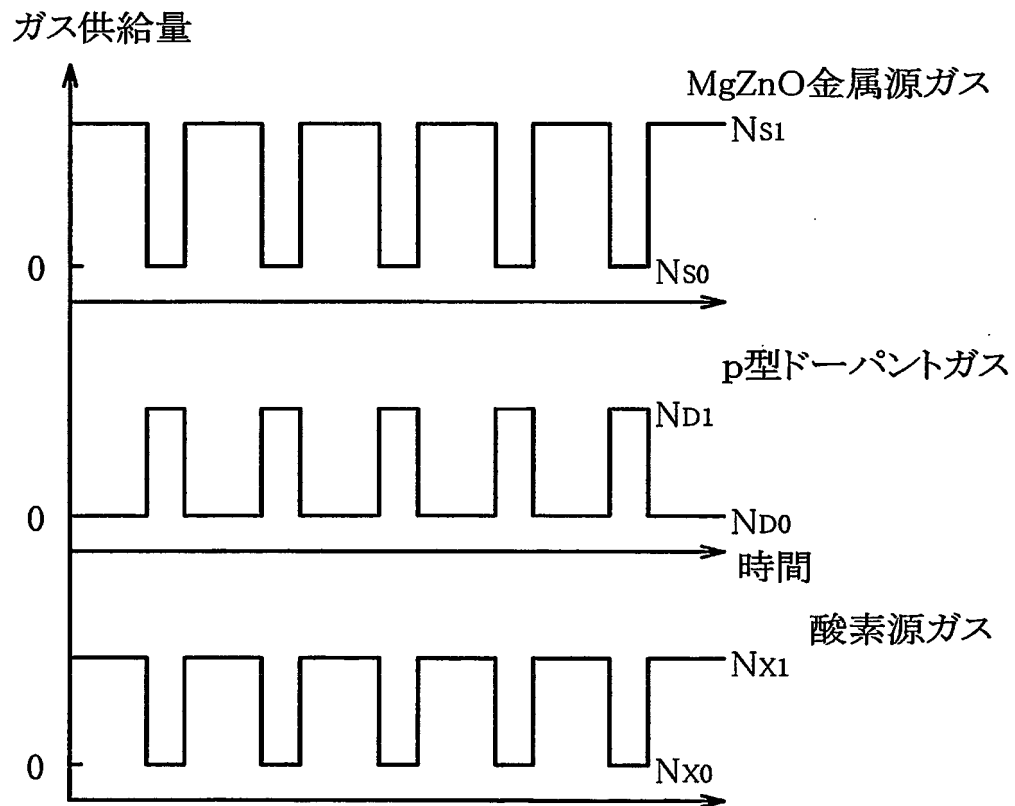 ガス供給量
MgZnO金属源ガス
NS1
0
NS0
p型ドーパントガス
ND1
0
ND0
時間
酸素源ガス
NX1
0
NX0